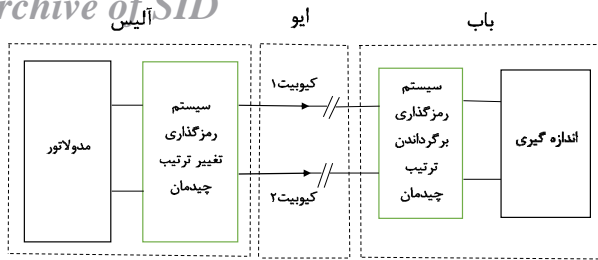 Archive of SID
باب
ایو
آلیس
سیستم
رمزگذاری
برگرداندن
ترتیب
چیدمان
اندازه گیری
کیوبیت۱
کیوبیت۲
سیستم
رمزگذاری
تغییر ترتیب
چیدمان
مدولاتور